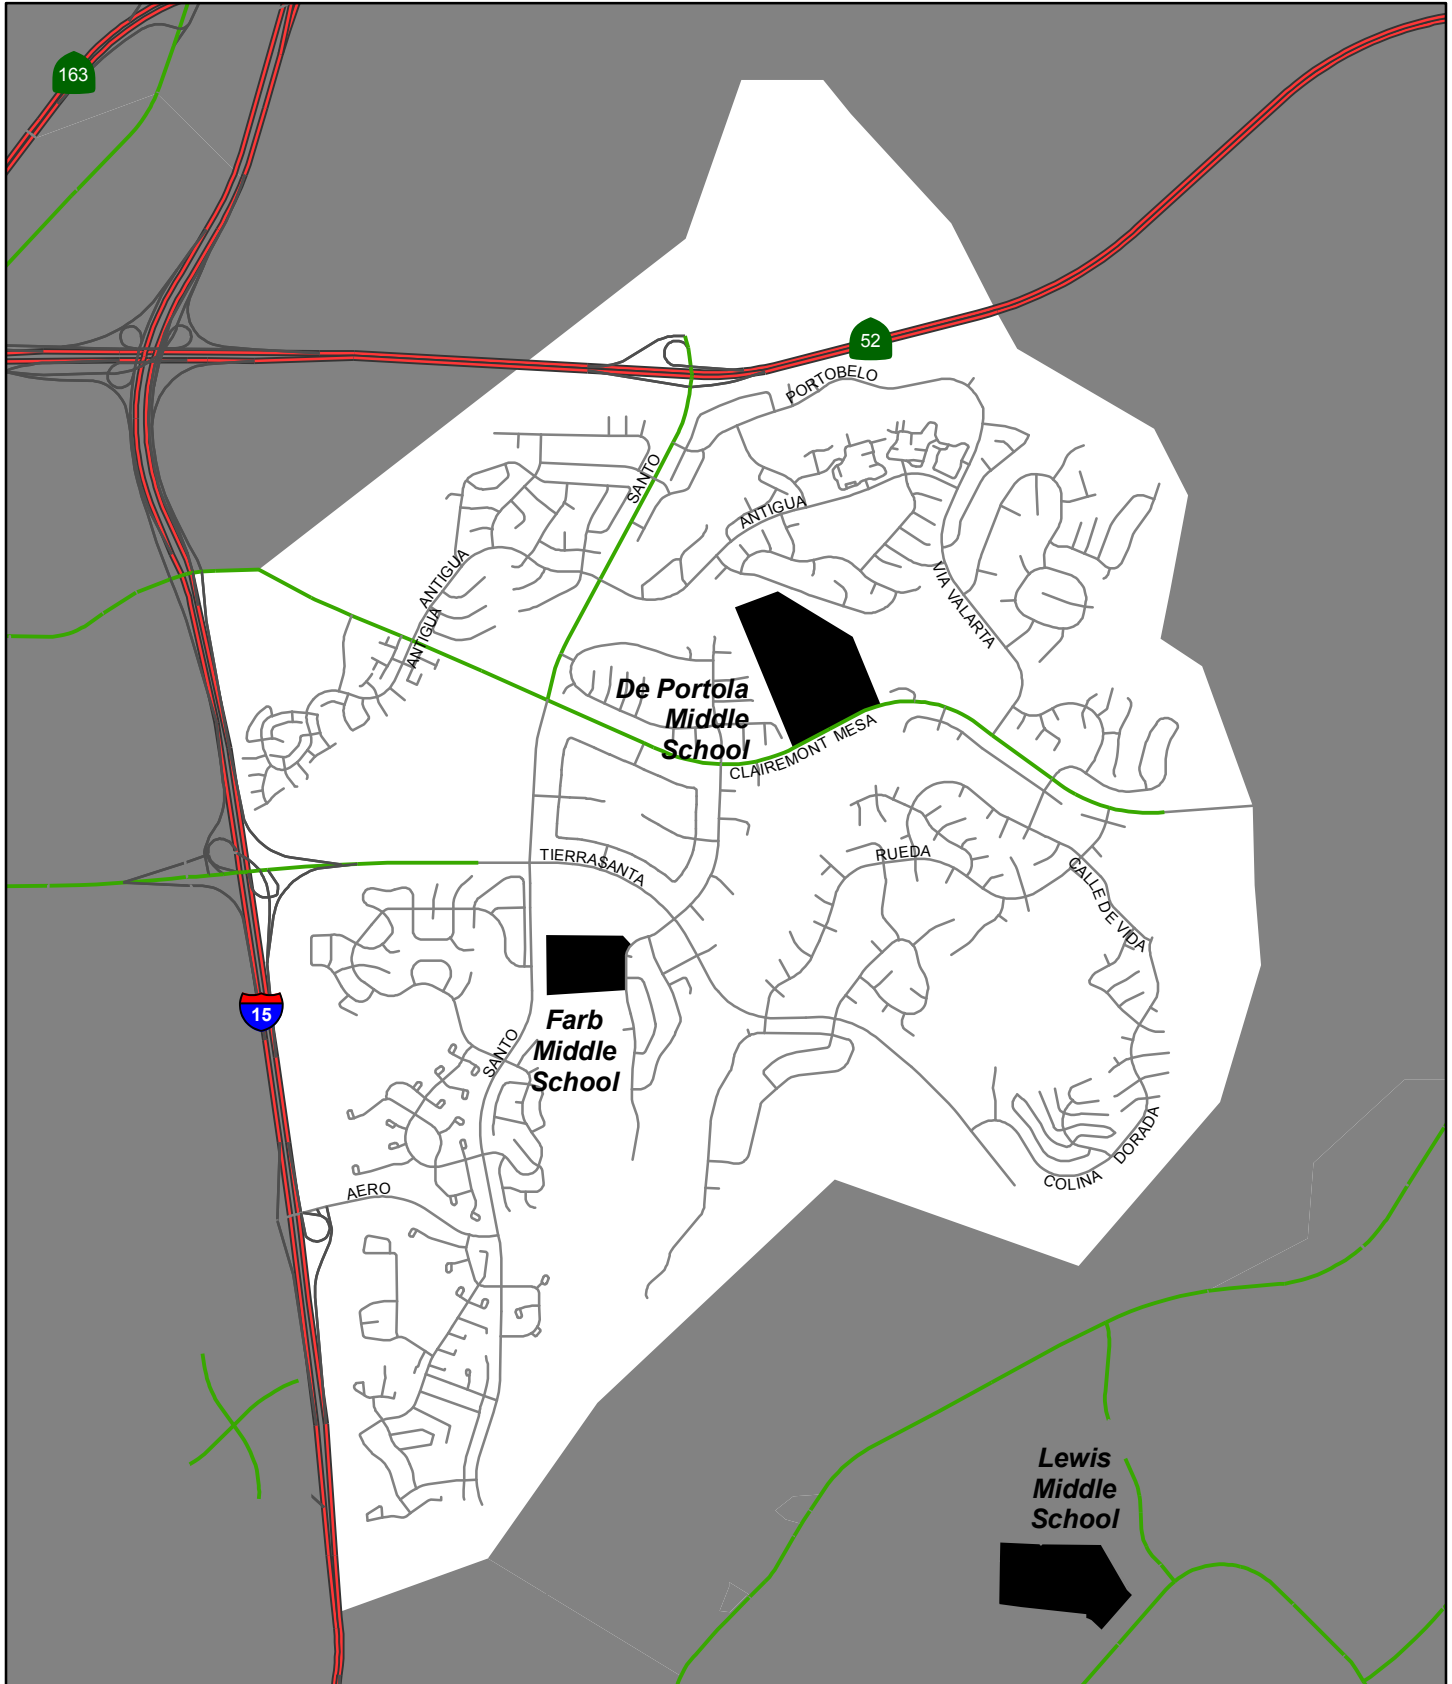 163
52
PORTOBELO
SANTO
ANTIGUA
ANTIGUA
VIA VALARTA
ANTIGUA
De Portola
Middle
School
CLAIREMONT MESA
TIERRASANTA
RUEDA
CALLE DE VIDA
15
Farb
Middle
School
SANTO
DORADA
COLINA
AERO
Lewis
Middle
School